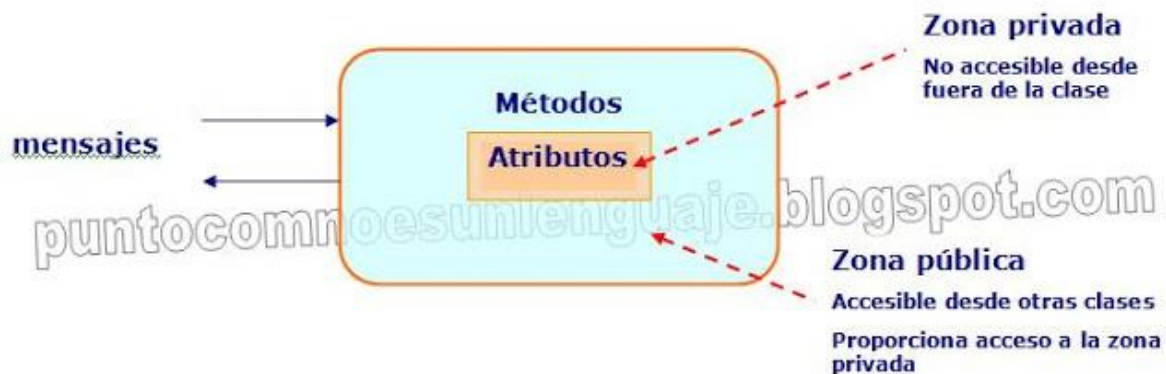 Zona privada
No accesible desde
fuera de la clase
Métodos
Atributos
mensajes
puntocomnoesunlenguaje.blogspot.com
Zona pública
Accesible desde otras clases
Proporciona acceso a la zona
privada